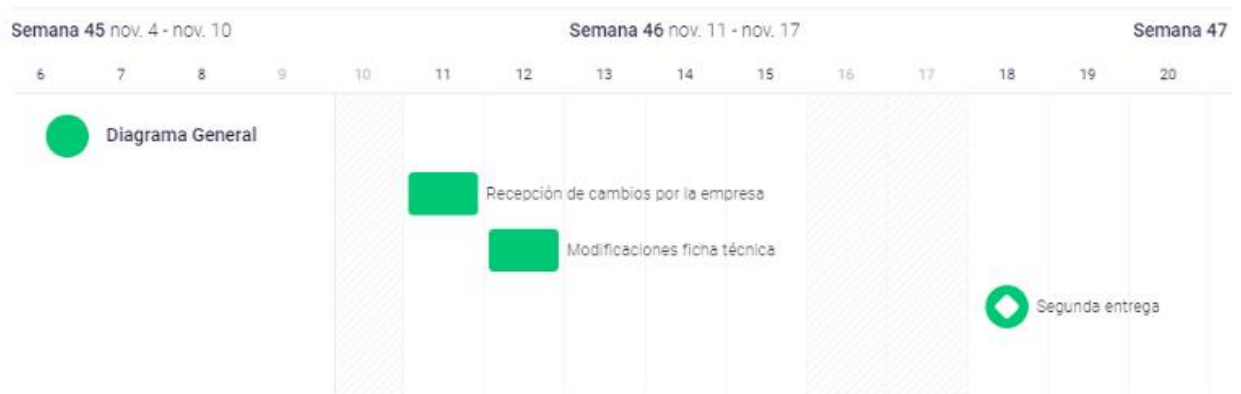 Semana 45 nov. 4 - nov. 10 Semana 46 nov. 11 - nov. 17 Semana 47
6 7 8 9 10 11 12 13 14 15 16 17 18 19 20
Diagrama General
Recepción de cambios por la empresa
Modificaciones ficha técnica
Segunda entrega